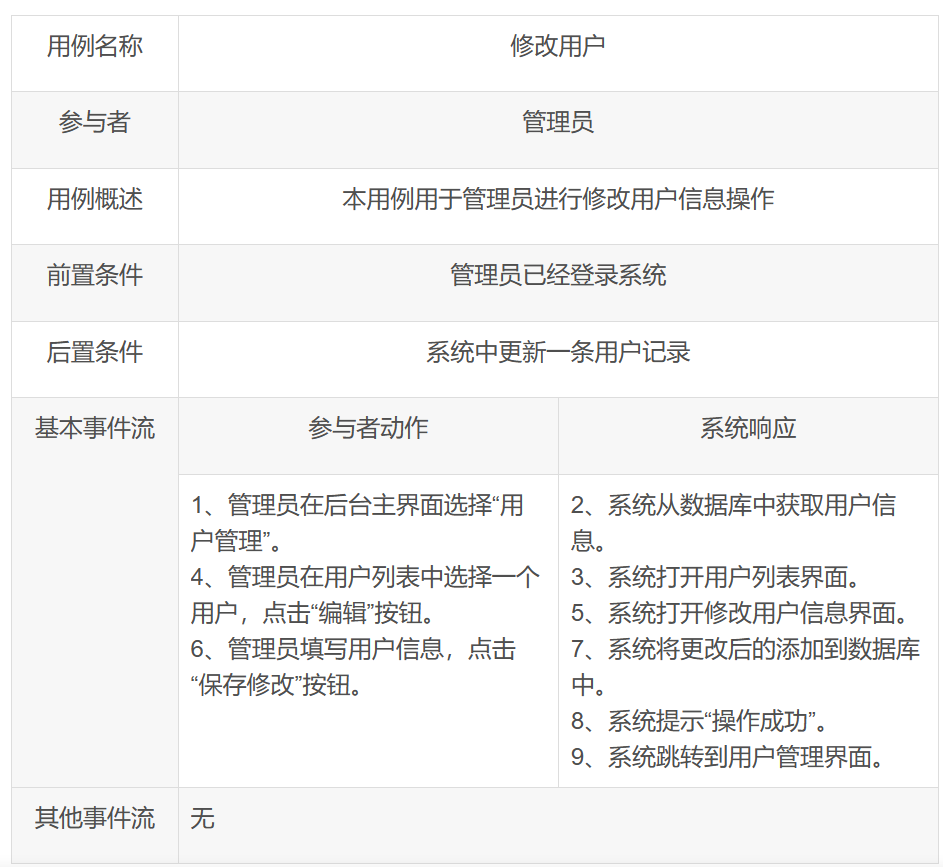 用例名称
修改用户
参与者
管理员
用例概述
本用例用于管理员进行修改用户信息操作
前置条件
管理员已经登录系统
后置条件
系统中更新一条用户记录
基本事件流
参与者动作
系统响应
1、管理员在后台主界面选择“用
户管理”。
4、管理员在用户列表中选择一个
用户，点击“编辑”按钮。
6、管理员填写用户信息，点击
“保存修改”按钮。
2、系统从数据库中获取用户信
息。
3、系统打开用户列表界面。
5、系统打开修改用户信息界面。
7、系统将更改后的添加到数据库
中。
8、系统提示“操作成功”。
9、系统跳转到用户管理界面。
其他事件流
无